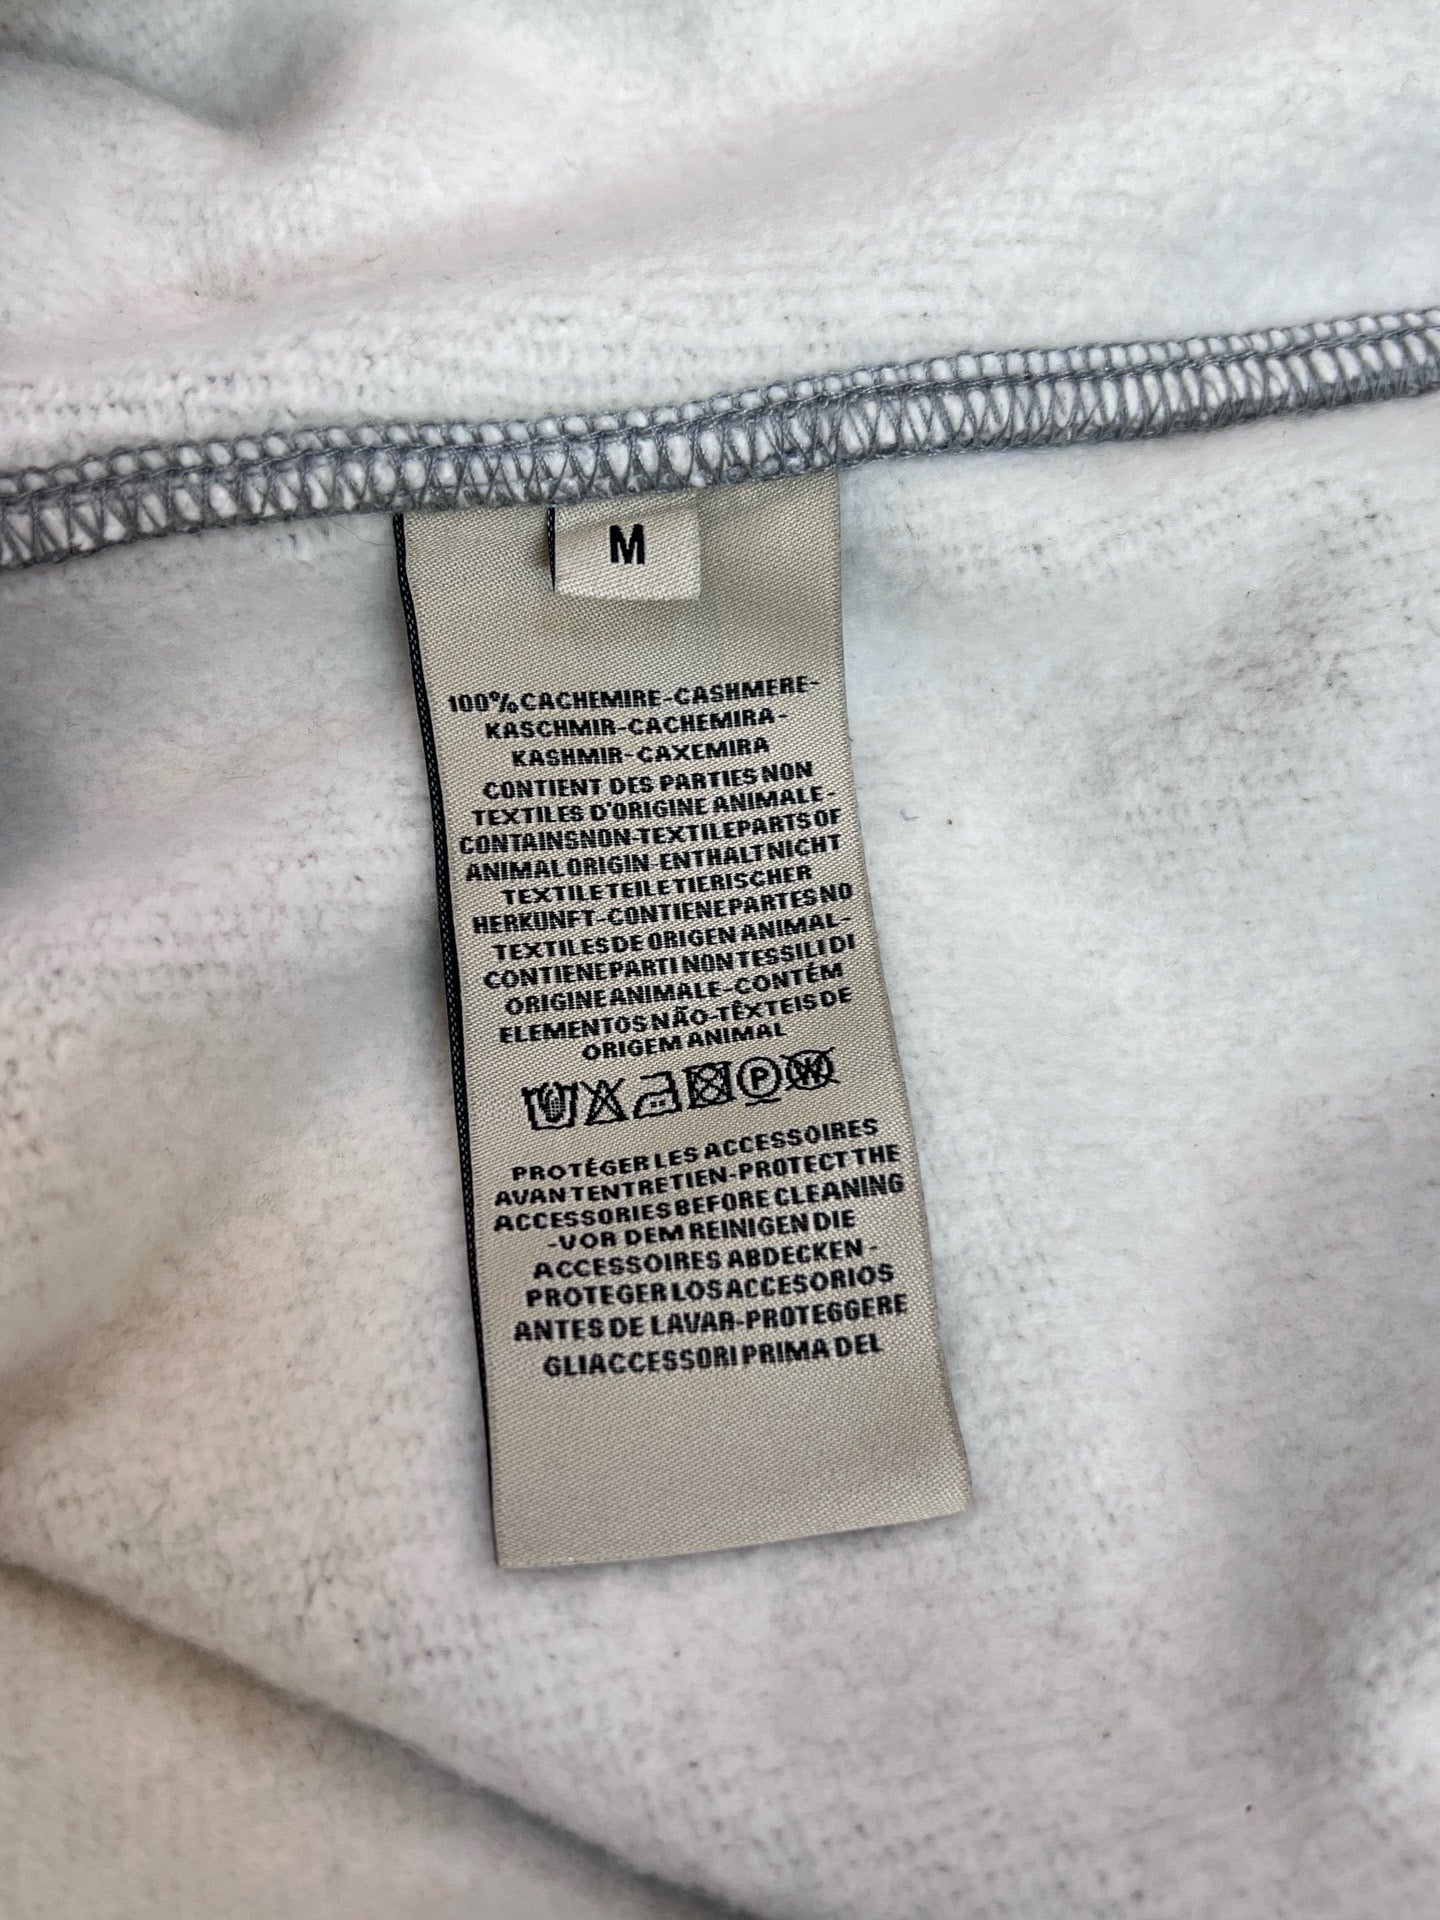 M
100% CACHEMIRE-CASHMERE-
KASCHMIR-CACHEMIRA-
KASHMIR-CAXEMIRA
CONTIENT DES PARTIES NON
TEXTILES D'ORIGINE ANIMALE-
CONTAINS NON-TEXTILE PARTS OF
ANIMAL ORIGIN-ENTHALT NICHT
TEXTILE TEILE TIERISCHER
HERKUNFT-CONTIENE PARTES NO
TEXTILES DE ORIGEN ANIMAL-
CONTIENE PARTI NON TESSILI DI
ORIGINE ANIMALE-CONTÉM
ELEMENTOS NÃO-TÊXTEIS DE
ORIGEM ANIMAL
P W
PROTÉGER LES ACCESSOIRES
AVANT ENTRETIEN-PROTECT THE
ACCESSORIES BEFORE CLEANING
-VOR DEM REINIGEN DIE
ACCESSOIRES ABDECKEN-
PROTEGER LOS ACCESORIOS
ANTES DE LAVAR-PROTEGGERE
GLI ACCESSORI PRIMA DEL